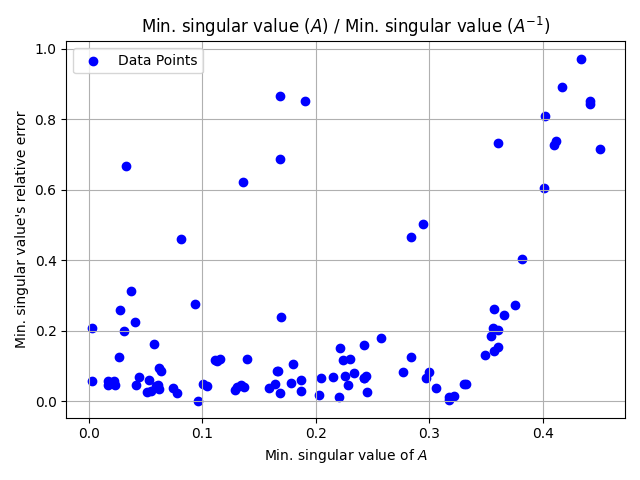 Min. singular value (A) / Min. singular value (A⁻¹)
Data Points
Min. singular value's relative error
1.0
0.8
0.6
0.4
0.2
0.0
0.0 0.1 0.2 0.3 0.4
Min. singular value of A